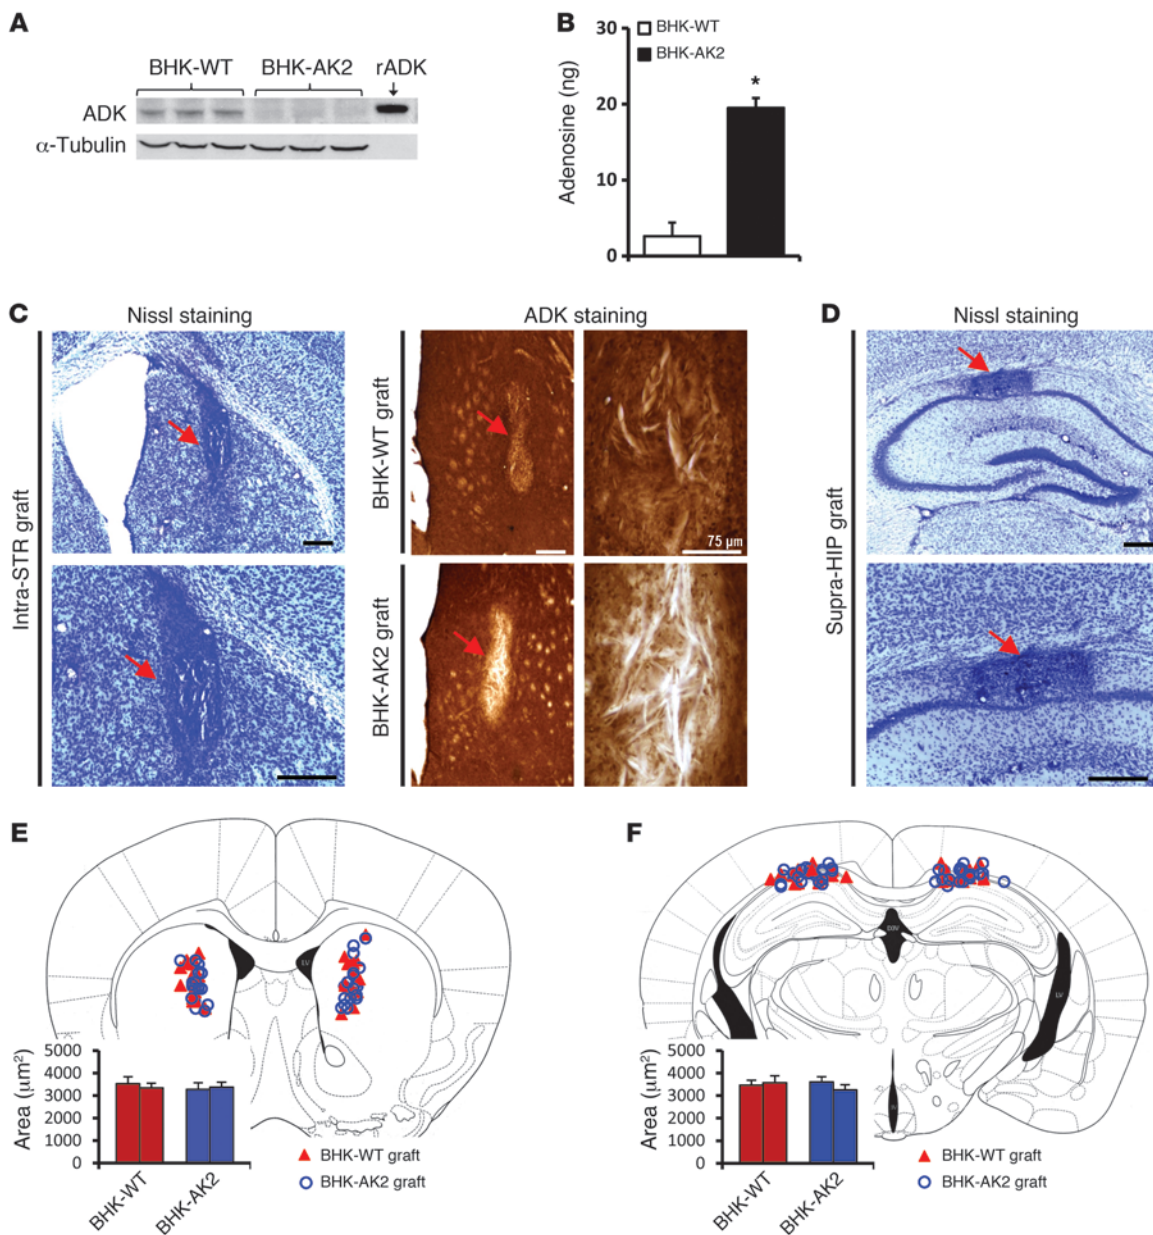 A
BHK-WT BHK-AK2 rADK
ADK
α-Tubulin
B
BHK-WT
BHK-AK2
Adenosine (ng)
30
20
10
0
*
C
Nissl staining
ADK staining
Intra-STR graft
BHK-WT graft
BHK-AK2 graft
75 µm
D
Nissl staining
Supra-HIP graft
E
LV
Area (µm²)
5000
4000
3000
2000
1000
0
BHK-WT
BHK-AK2
BHK-WT graft
BHK-AK2 graft
F
D3V
LV
Area (µm²)
5000
4000
3000
2000
1000
0
BHK-WT
BHK-AK2
BHK-WT graft
BHK-AK2 graft